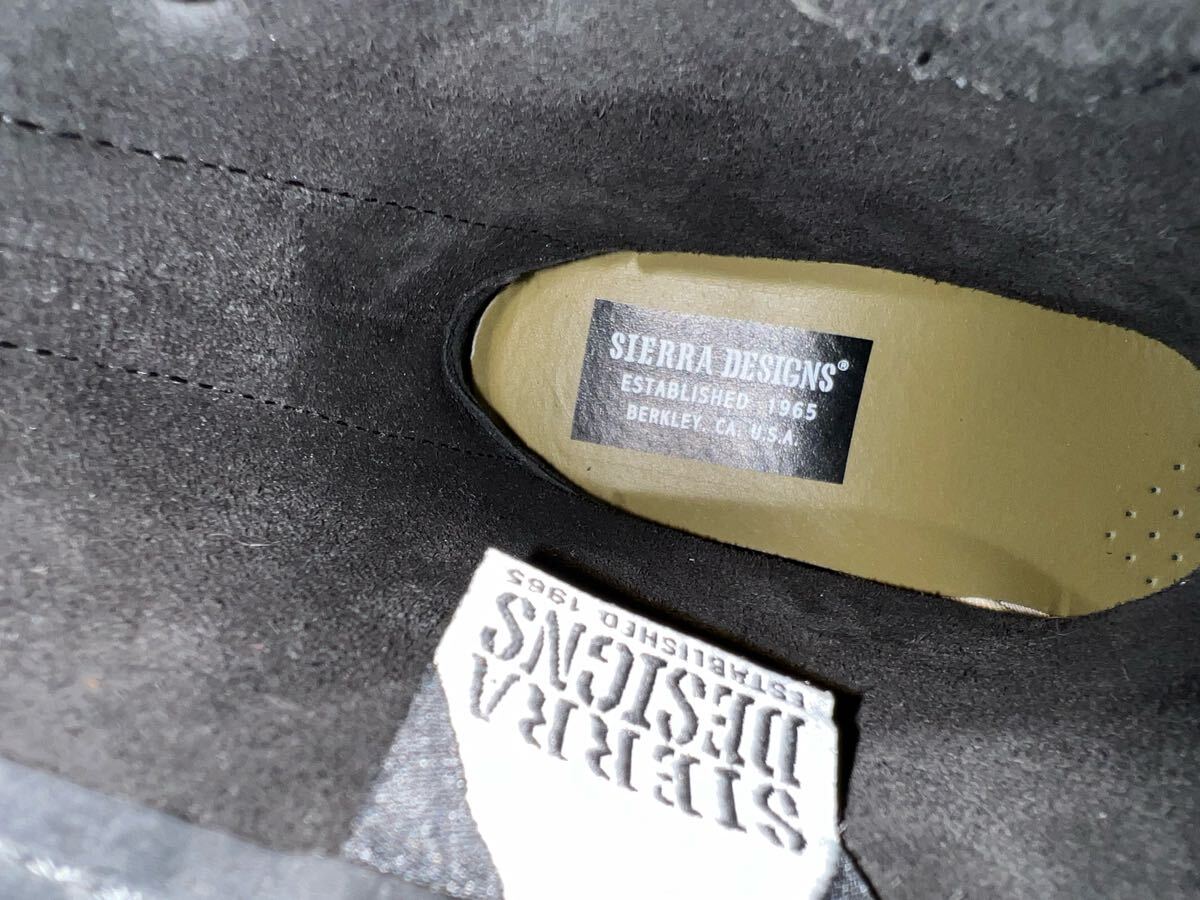 SIERRA DESIGNS®
ESTABLISHED 1965
BERKLEY, CA. U.S.A.
SIERRA
DESIGNS
ESTABLISHED 1965